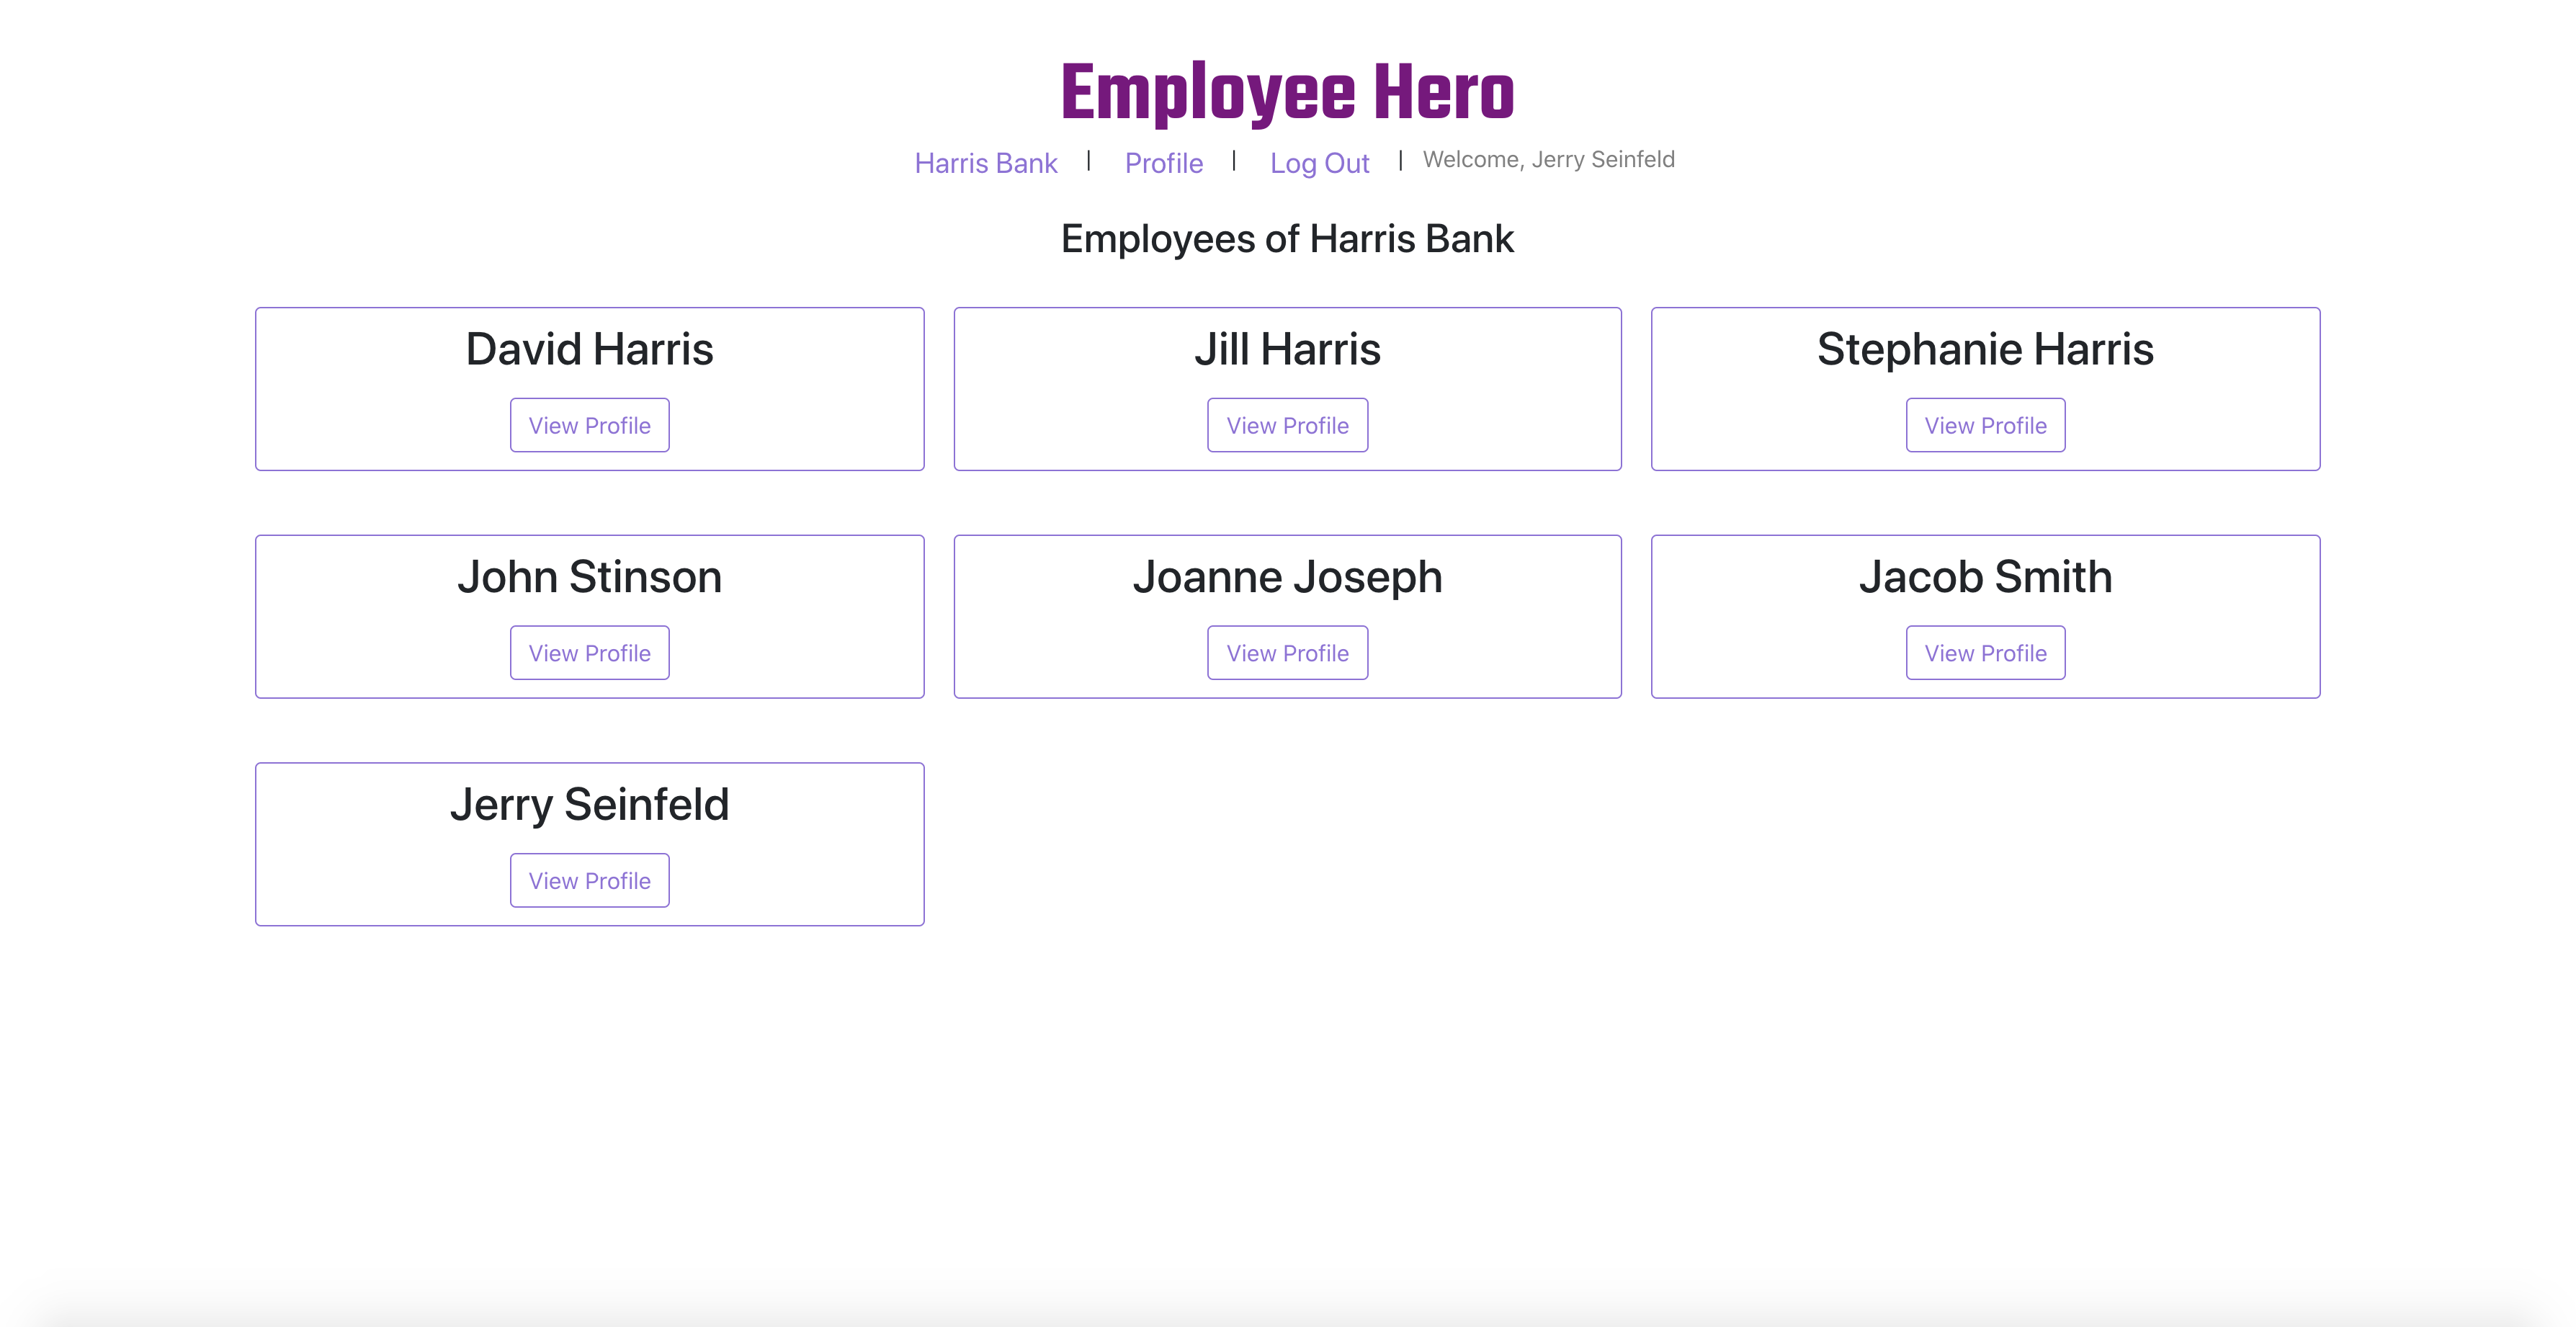 Employee Hero
Harris Bank | Profile | Log Out | Welcome, Jerry Seinfeld
Employees of Harris Bank
David Harris
View Profile
Jill Harris
View Profile
Stephanie Harris
View Profile
John Stinson
View Profile
Joanne Joseph
View Profile
Jacob Smith
View Profile
Jerry Seinfeld
View Profile